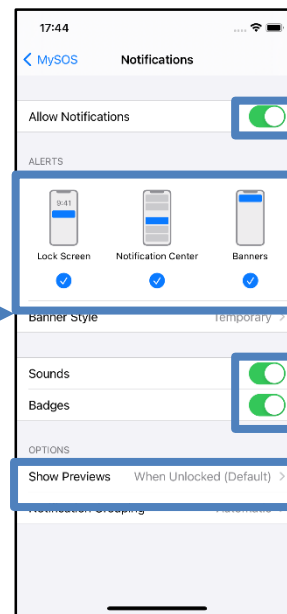 17:44
MySOS Notifications
Allow Notifications
ALERTS
9:41
Lock Screen Notification Center Banners
Banner Style Temporary
Sounds
Badges
OPTIONS
Show Previews When Unlocked (Default)
Notification Grouping Automatic